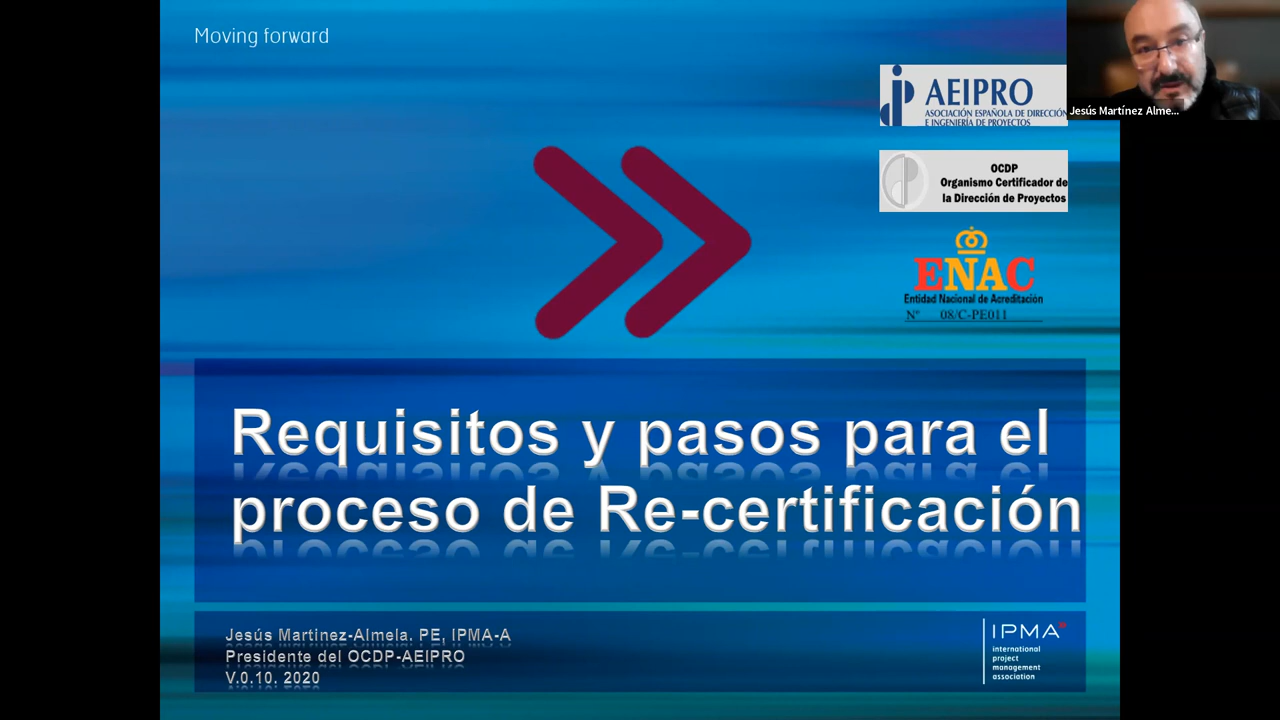 Moving forward
AEIPRO
ASOCIACIÓN ESPAÑOLA DE DIRECCIÓN
E INGENIERÍA DE PROYECTOS
Jesús Martínez Alme...
OCDP
Organismo Certificador de
la Dirección de Proyectos
ENAC
Entidad Nacional de Acreditación
Nº 08/C-PE011
Requisitos y pasos para el
proceso de Re-certificación
Jesús Martinez-Almela. PE, IPMA-A
Presidente del OCDP-AEIPRO
V.0.10. 2020
IPMA
international
project
management
association